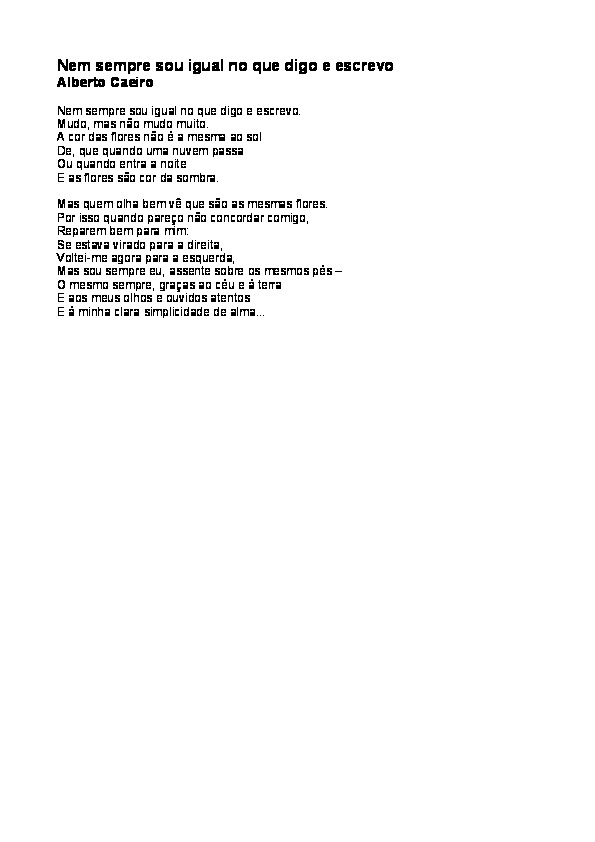 Nem sempre sou igual no que digo e escrevo
Alberto Caeiro
Nem sempre sou igual no que digo e escrevo.
Mudo, mas não mudo muito.
A cor das flores não é a mesma ao sol
De, que quando uma nuvem passa
Ou quando entra a noite
E as flores são cor da sombra.
Mas quem olha bem vê que são as mesmas flores.
Por isso quando pareço não concordar comigo,
Reparem bem para mim:
Se estava virado para a direita,
Voltei-me agora para a esquerda,
Mas sou sempre eu, assente sobre os mesmos pés –
O mesmo sempre, graças ao céu e á terra
E aos meus olhos e ouvidos atentos
E á minha clara simplicidade de alma...